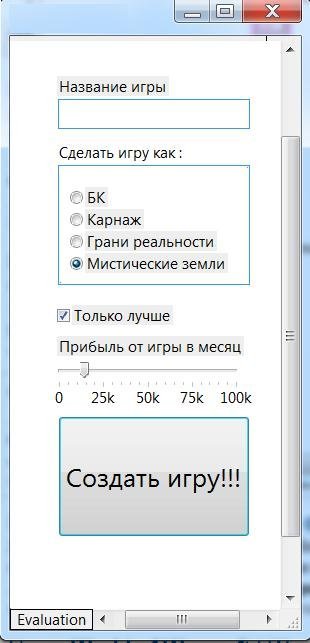 Название игры
Сделать игру как :
БК
Карнаж
Грани реальности
Мистические земли
Только лучше
Прибыль от игры в месяц
0 25k 50k 75k 100k
Создать игру!!!
Evaluation